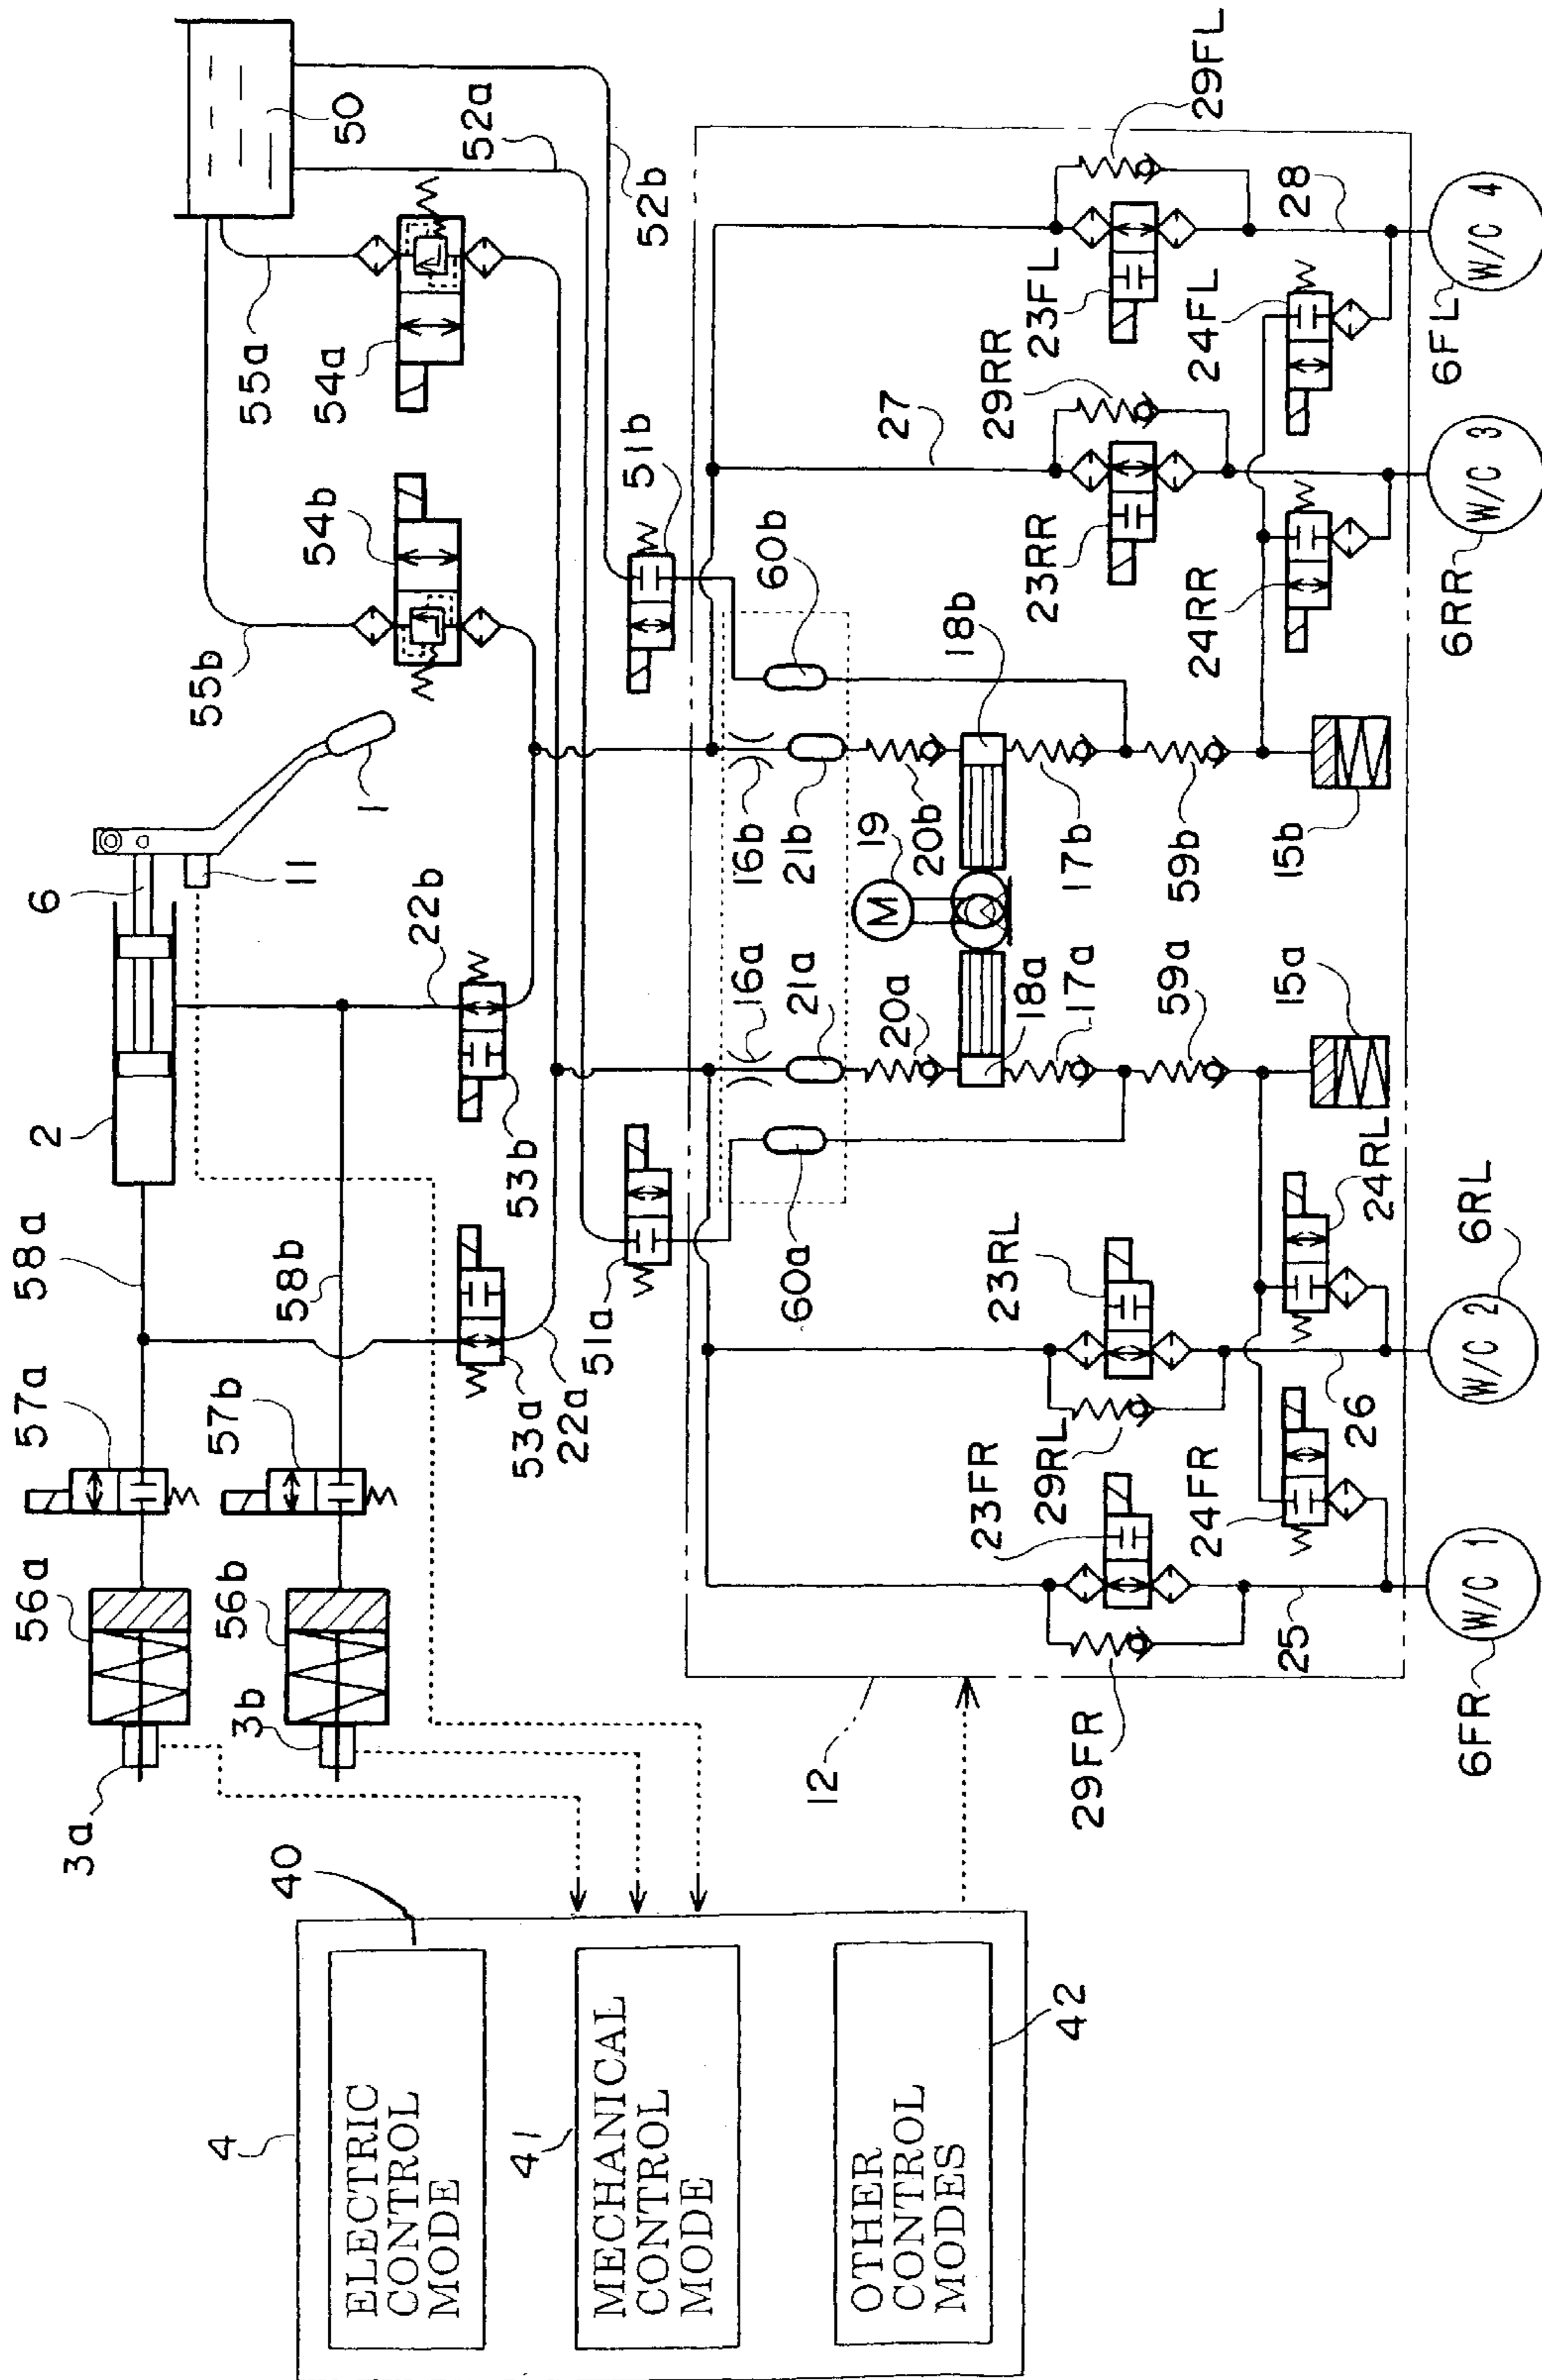 50
52a
52b
55a
54a
54b
55b
51b
60b
1
6
11
2
22b
53b
16b
16a
21b
21a
19
M
20b
20a
18b
18a
17b
17a
59b
59a
15b
15a
58a
58b
57a
57b
53a
22a
51a
60a
56a
56b
3a
3b
12
27
28
29FL
23FL
29RR
23RR
24FL
24RR
6FL
6RR
W/C 4
W/C 3
23RL
29RL
23FR
29FR
24RL
24FR
26
25
6RL
6FR
W/C 2
W/C 1
4
40
ELECTRIC
CONTROL
MODE
41
MECHANICAL
CONTROL
MODE
42
OTHER
CONTROL
MODES